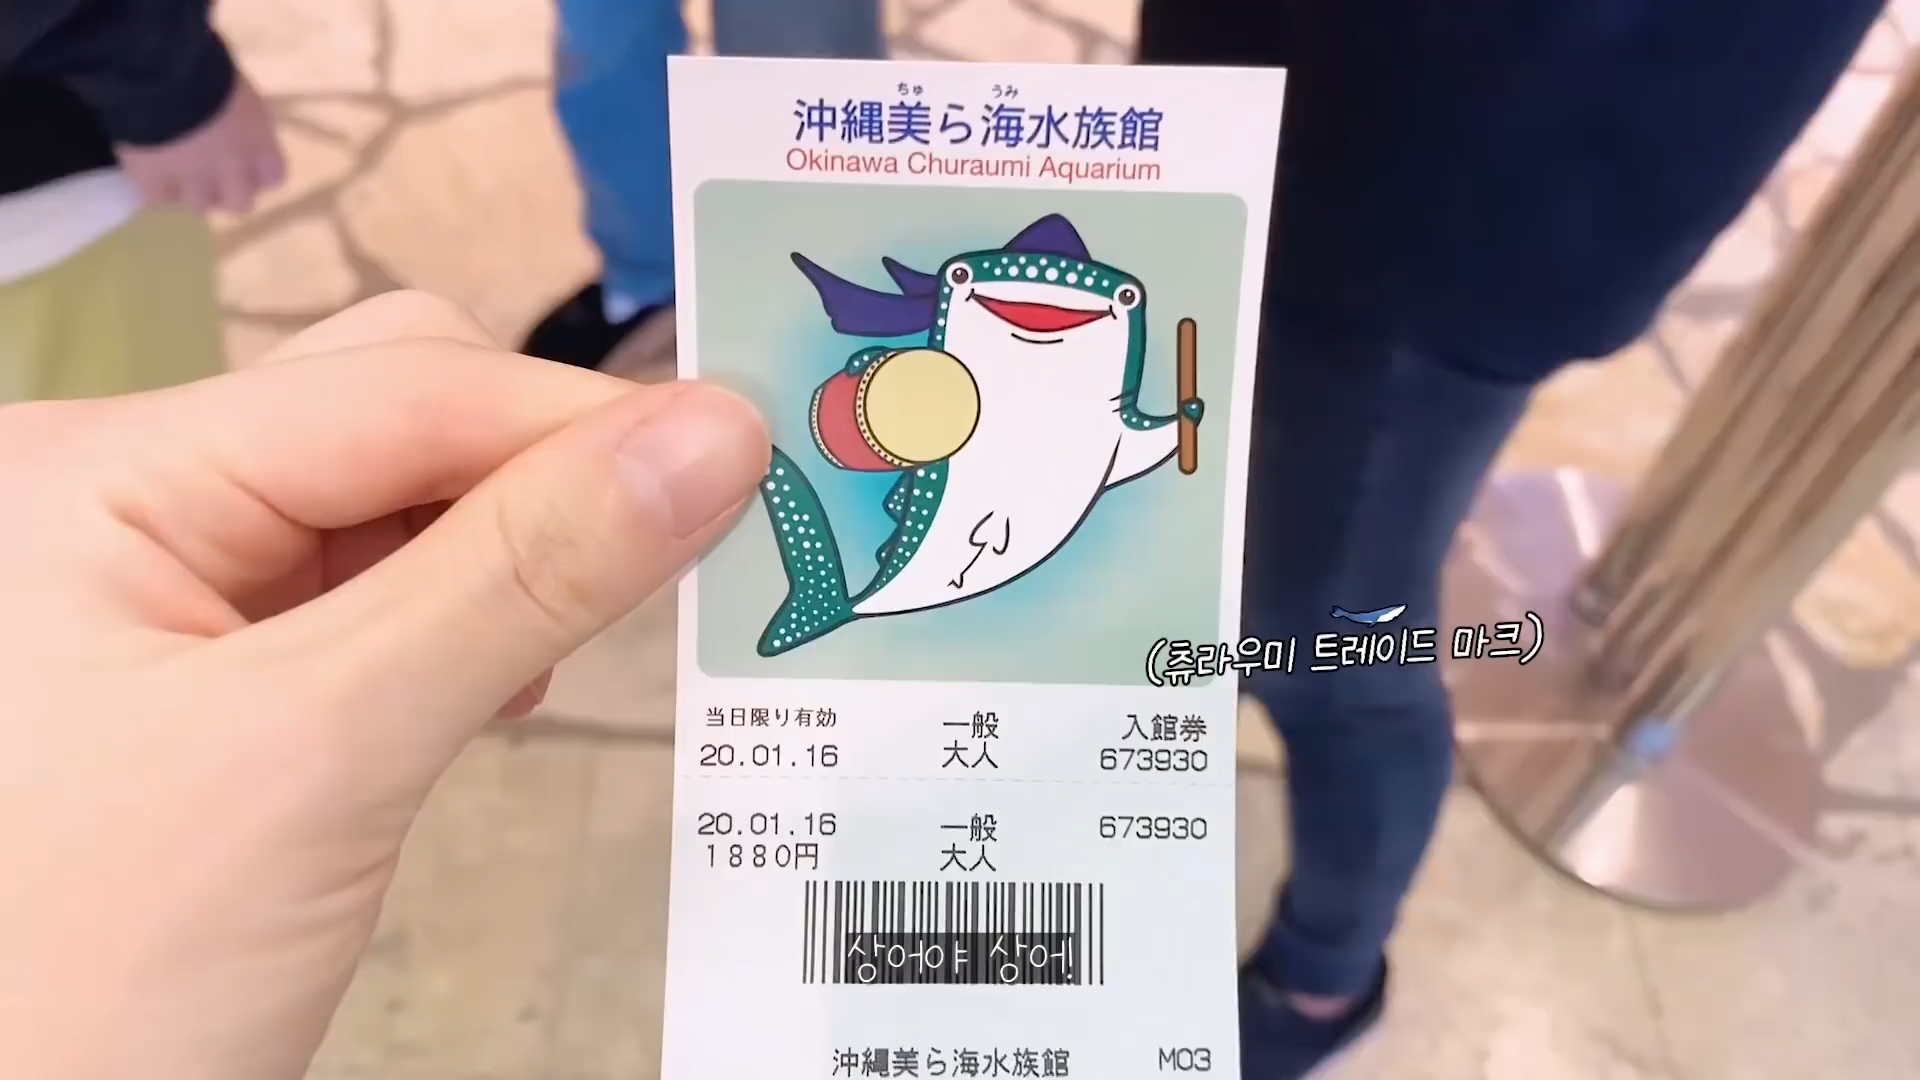 ちゅ うみ
沖縄美ら海水族館
Okinawa Churaumi Aquarium
(츄라우미 트레이드 마크)
当日限り有効 一般 入館券
20.01.16 大人 673930
20.01.16 一般 673930
1880円 大人
상어야 상어!
沖縄美ら海水族館 M03